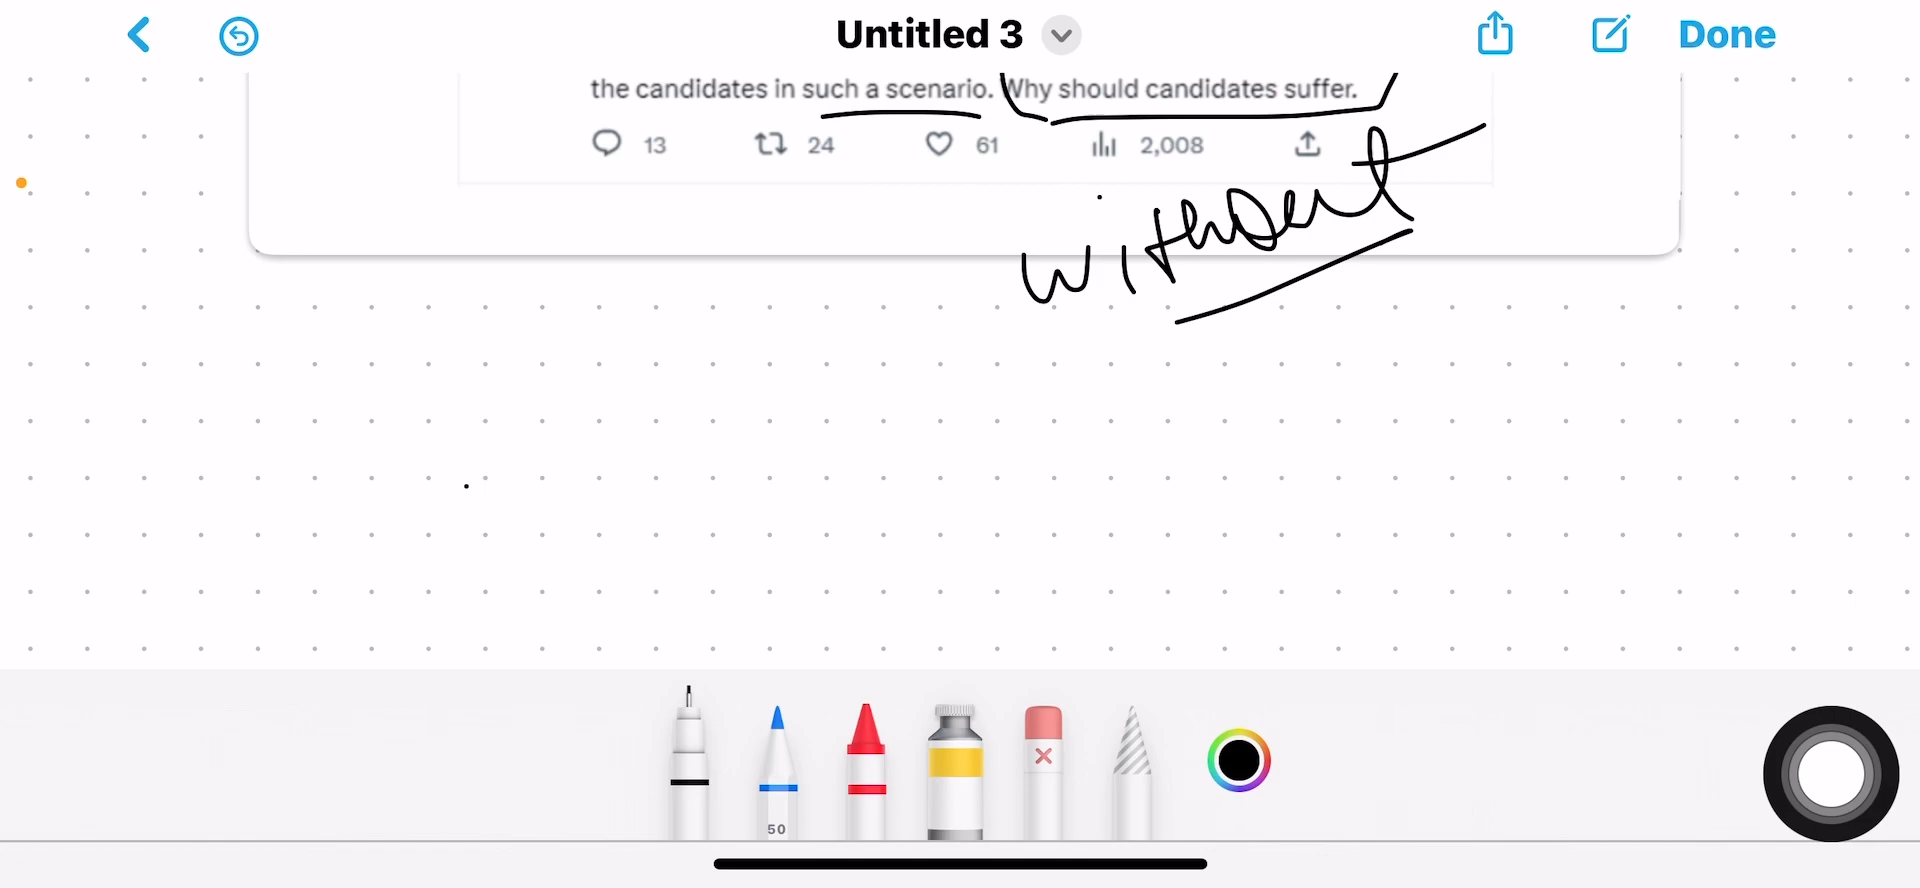 Untitled 3
Done
the candidates in such a scenario. Why should candidates suffer.
13 24 61 2,008
without
50